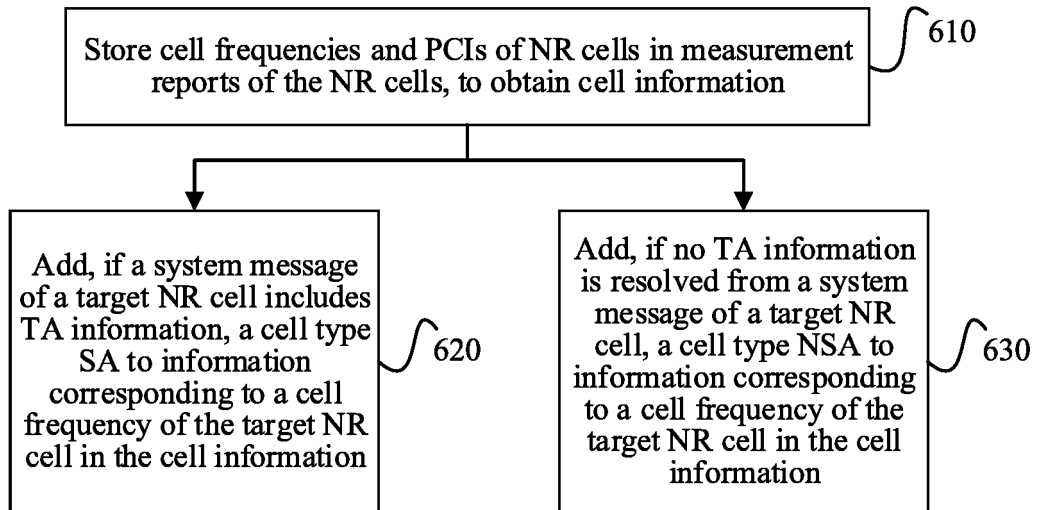 Store cell frequencies and PCIs of NR cells in measurement
reports of the NR cells, to obtain cell information
610
Add, if a system message
of a target NR cell includes
TA information, a cell type
SA to information
corresponding to a cell
frequency of the target NR
cell in the cell information
620
Add, if no TA information
is resolved from a system
message of a target NR
cell, a cell type NSA to
information corresponding
to a cell frequency of the
target NR cell in the cell
information
630